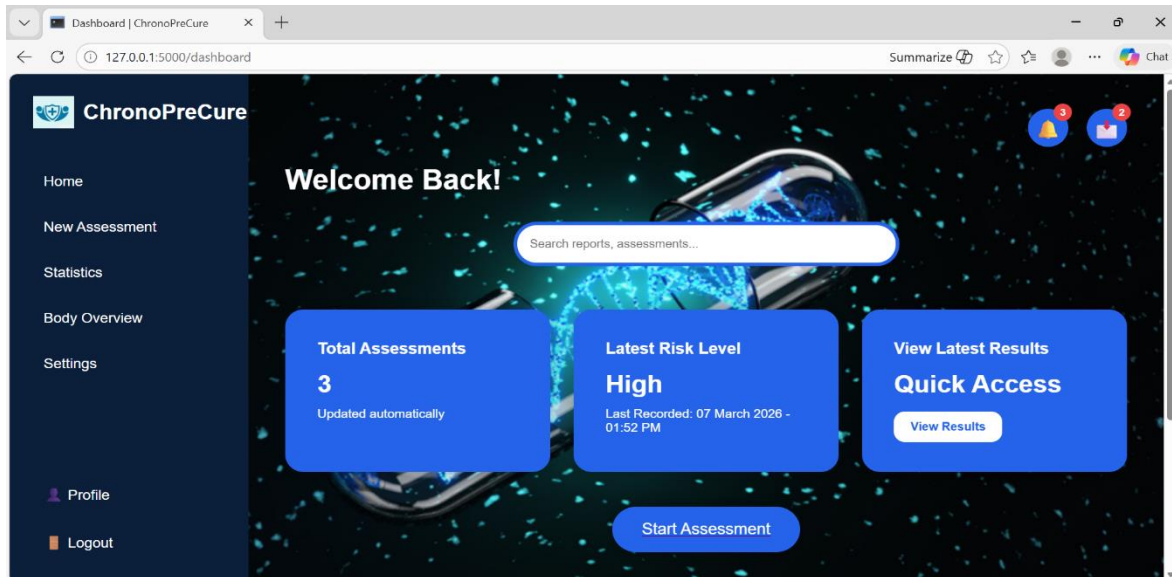 Dashboard | ChronoPreCure
127.0.0.1:5000/dashboard
Summarize
Chat
ChronoPreCure
3
2
Home
New Assessment
Statistics
Body Overview
Settings
Profile
Logout
Welcome Back!
Search reports, assessments...
Total Assessments
3
Updated automatically
Latest Risk Level
High
Last Recorded: 07 March 2026 -
01:52 PM
View Latest Results
Quick Access
View Results
Start Assessment